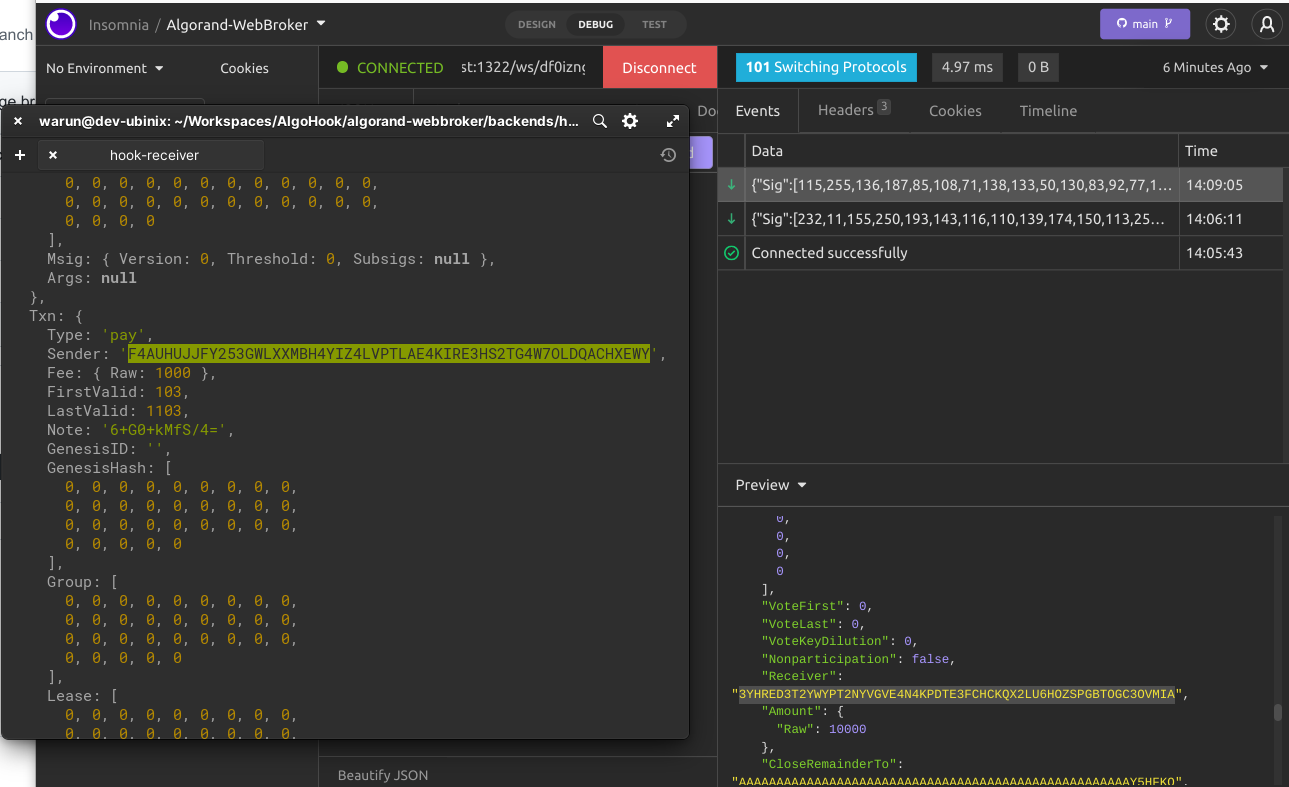 anch
Insomnia / Algorand-WebBroker
DESIGN DEBUG TEST
main
No Environment
Cookies
CONNECTED
st:1322/ws/df0izng
Disconnect
101 Switching Protocols
4.97 ms
0 B
6 Minutes Ago
ge br
Do
Events
Headers 3
Cookies
Timeline
Data
Time
{"Sig":[115,255,136,187,85,108,71,138,133,50,130,83,92,77,1...
14:09:05
{"Sig":[232,11,155,250,193,143,116,110,139,174,150,113,25...
14:06:11
Connected successfully
14:05:43
warun@dev-ubinix: ~/Workspaces/AlgoHook/algorand-webbroker/backends/h...
hook-receiver
0, 0, 0, 0, 0, 0, 0, 0, 0, 0, 0, 0,
0, 0, 0, 0, 0, 0, 0, 0, 0, 0, 0, 0,
0, 0, 0, 0
],
Msig: { Version: 0, Threshold: 0, Subsigs: null },
Args: null
},
Txn: {
Type: 'pay',
Sender: 'F4AUHUJJFY253GWLXXMBH4YIZ4LVPTLAE4KIRE3HS2TG4W7OLDQACHXEWY',
Fee: { Raw: 1000 },
FirstValid: 103,
LastValid: 1103,
Note: '6+G0+kMfS/4=',
GenesisID: '',
GenesisHash: [
0, 0, 0, 0, 0, 0, 0, 0, 0,
0, 0, 0, 0, 0, 0, 0, 0, 0,
0, 0, 0, 0, 0, 0, 0, 0, 0,
0, 0, 0, 0, 0
],
Group: [
0, 0, 0, 0, 0, 0, 0, 0, 0,
0, 0, 0, 0, 0, 0, 0, 0, 0,
0, 0, 0, 0, 0, 0, 0, 0, 0,
0, 0, 0, 0, 0
],
Lease: [
0, 0, 0, 0, 0, 0, 0, 0, 0,
0, 0, 0, 0, 0, 0, 0, 0, 0,
Beautify JSON
Preview
0,
0,
0,
0
],
"VoteFirst": 0,
"VoteLast": 0,
"VoteKeyDilution": 0,
"Nonparticipation": false,
"Receiver":
"3YHRED3T2YWYPT2NYVGVE4N4KPDTE3FCHCKQX2LU6HOZSPGBTOGC3OVMIA",
"Amount": {
"Raw": 10000
},
"CloseRemainderTo":
"AAAAAAAAAAAAAAAAAAAAAAAAAAAAAAAAAAAAAAAAAAAAAAAAAAAAY5HFKQ",